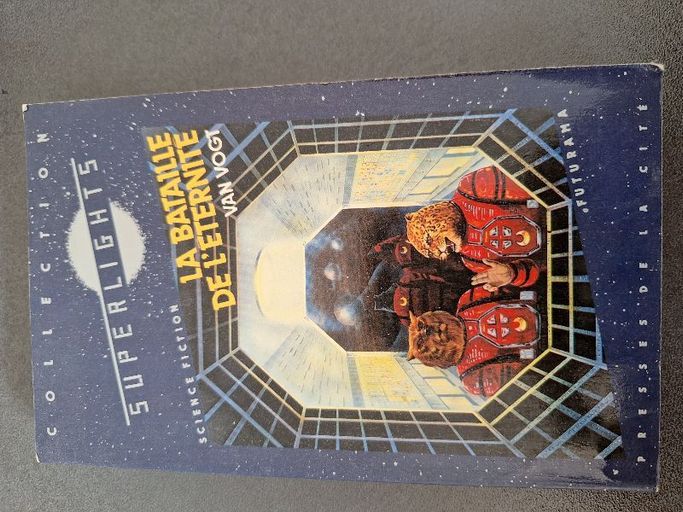 COLLECTION
SUPERLIGHTS
SCIENCE FICTION
LA BATAILLE
DE L'ÉTERNITÉ
VAN VOGT
FUTURAMA
PRESSES DE LA CITÉ